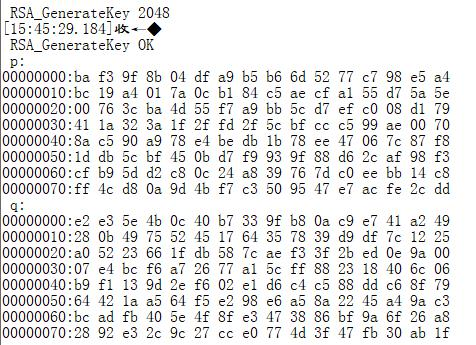 RSA_GenerateKey 2048
[15:45:29.184]收←◆
RSA_GenerateKey OK
p:
00000000:ba f3 9f 8b 04 df a9 b5 b6 6d 52 77 c7 98 e5 a4
00000010:bc 19 a4 01 7a 0c b1 84 c5 ae cf a1 55 d7 5a 5e
00000020:00 76 3c ba 4d 55 f7 a9 bb 5c d7 ef c0 08 d1 79
00000030:41 1a 32 3a 1f 2f fd 2f 5c bf cc c5 99 ae 00 70
00000040:8a c5 90 a9 78 e4 be db 1b 78 ee 47 06 7c 87 f8
00000050:1d db 5c bf 45 0b d7 f9 93 9f 88 d6 2c af 98 f3
00000060:cf b9 5d d2 c8 0c 24 a8 39 76 7d c0 ee bb 14 c8
00000070:ff 4c d8 0a 9d 4b f7 c3 50 95 47 e7 ac fe 2c dd
q:
00000000:e2 e3 5e 4b 0c 40 b7 33 9f b8 0a c9 e7 41 a2 49
00000010:28 0b 49 75 52 45 17 64 35 78 39 d9 df 7c 12 25
00000020:a0 52 23 66 1f db 58 7c ae f3 3f 2b ed 0e 9a 00
00000030:07 e4 bc f6 a7 26 77 a1 5c ff 88 23 18 40 6c 06
00000040:b9 f1 13 9d 2e f6 02 e1 d6 c4 c5 88 dd c6 8f 79
00000050:64 42 1a a5 64 f5 e2 98 e6 a5 8a 22 45 a4 9a c3
00000060:bc ad fb 40 5e 4f 8f e3 47 38 86 bf 9a 6f 26 a8
00000070:28 92 e3 2c 9c 27 cc e0 77 4d 3f 47 fb 30 ab 1f